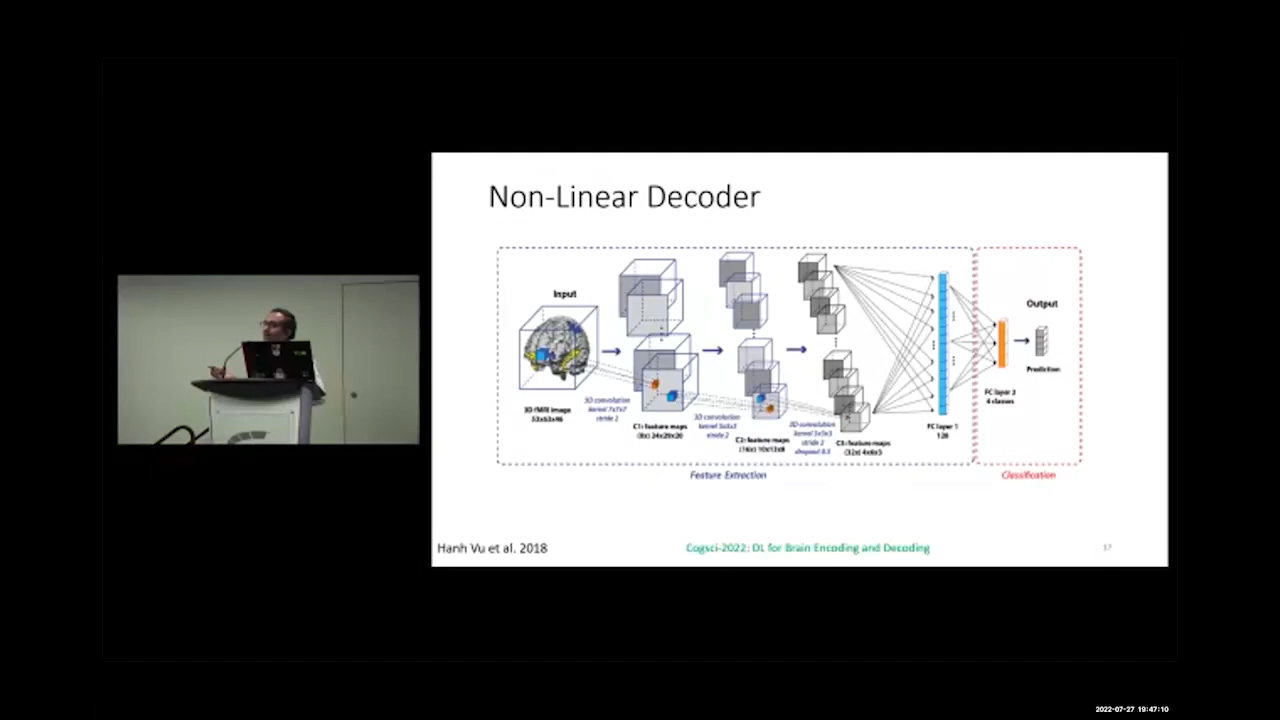 Non-Linear Decoder
Input
3D fMRI image
53x63x46
3D convolution
kernel 7x7x7
stride 2
C1: feature maps
(8x) 24x29x20
3D convolution
kernel 5x5x5
stride 2
C2: feature maps
(16x) 10x13x8
3D convolution
kernel 3x3x3
stride 2
dropout 0.5
C3: feature maps
(32x) 4x6x3
FC layer 1
128
FC layer 2
4 classes
Output
Prediction
Feature Extraction
Classification
Hanh Vu et al. 2018
Cogsci-2022: DL for Brain Encoding and Decoding
17
2022-07-27 19:47:10